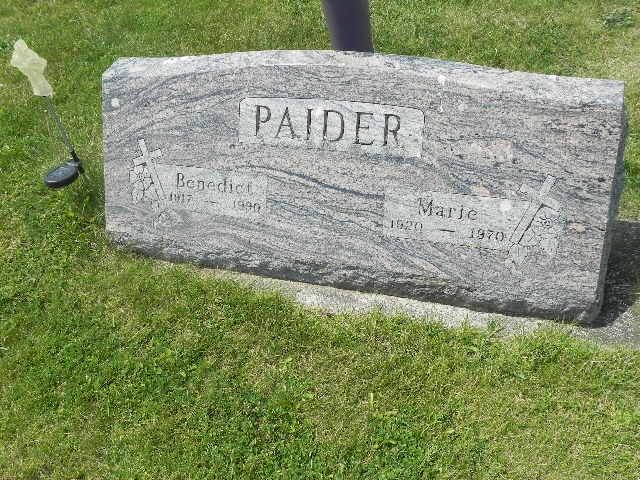 PAIDER
Benedict
1917 — 1990
Marie
1920 — 1970